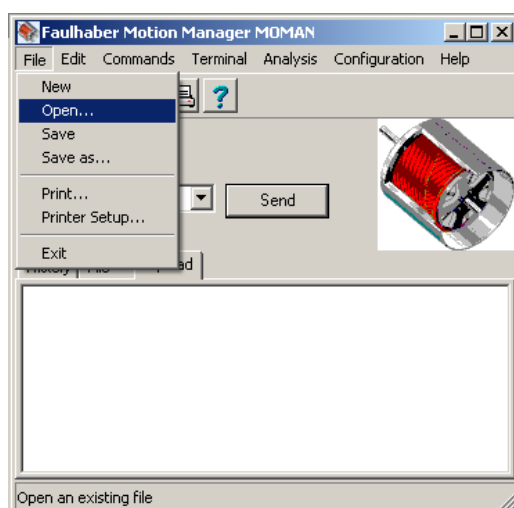 Faulhaber Motion Manager MOMAN
File Edit Commands Terminal Analysis Configuration Help
New
Open...
Save
Save as...
Print...
Printer Setup...
Exit
Send
Open an existing file